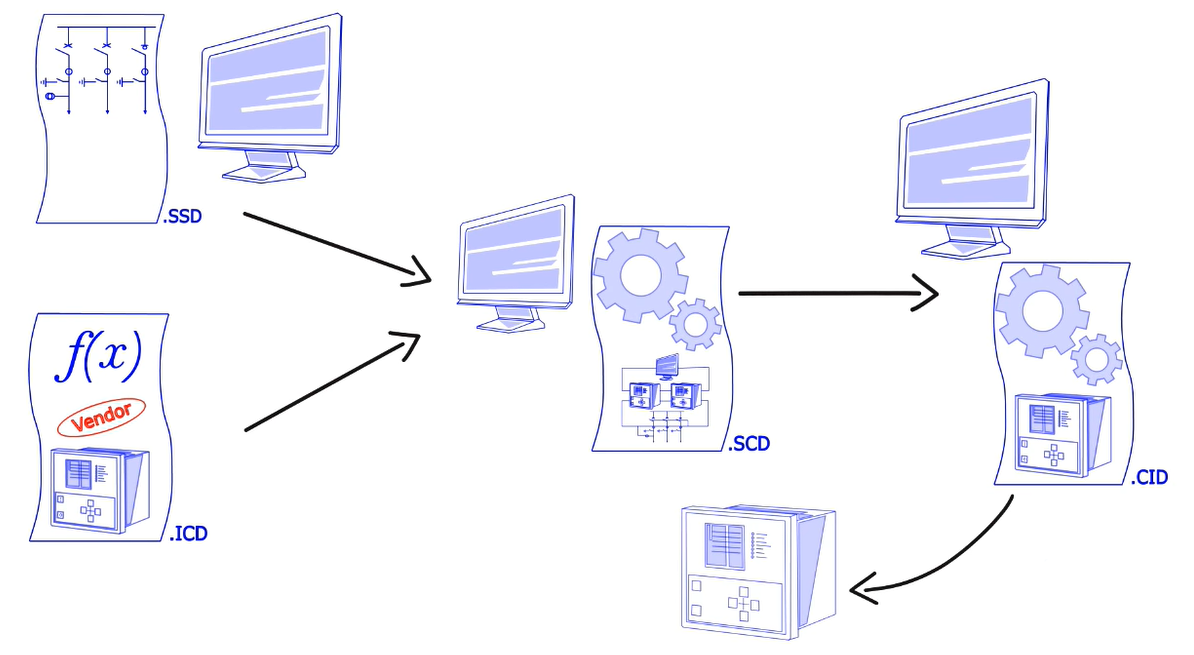 .SSD
f(x)
Vendor
.ICD
.SCD
.CID